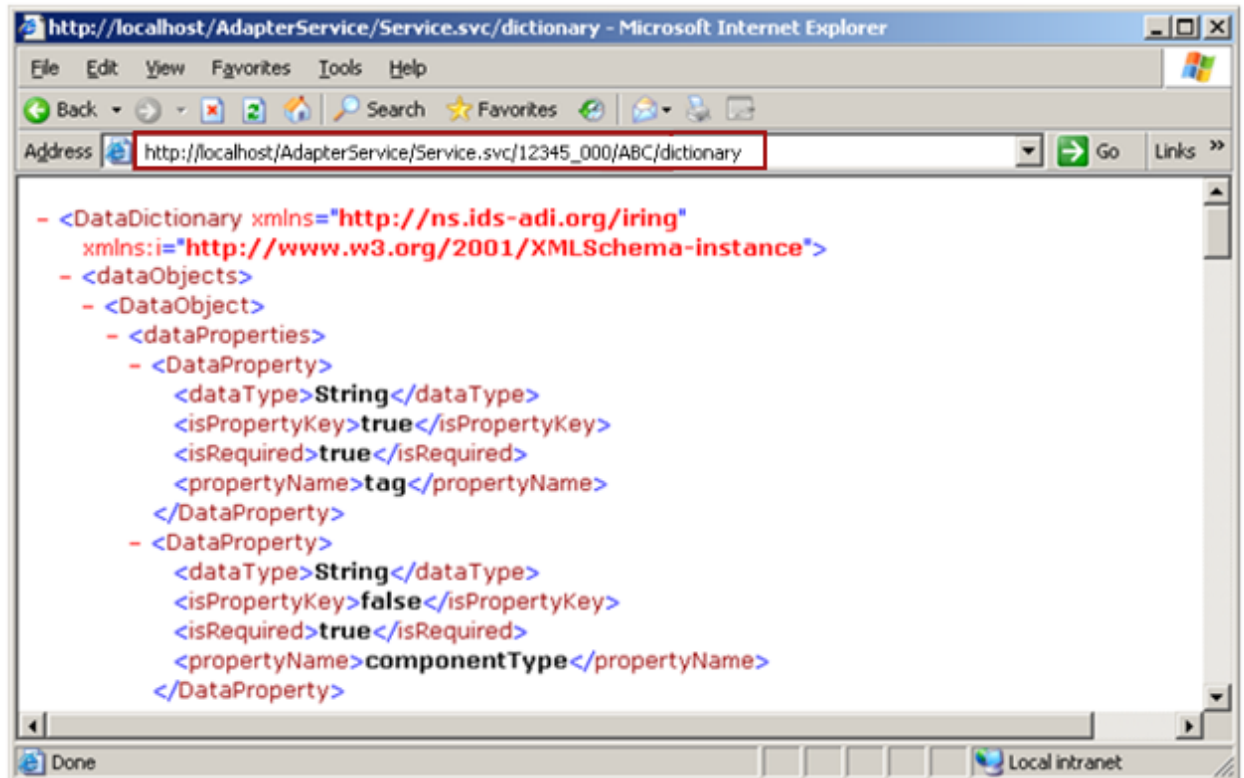 http://localhost/AdapterService/Service.svc/dictionary - Microsoft Internet Explorer
File Edit View Favorites Tools Help
Back Search Favorites
Address http://localhost/AdapterService/Service.svc/12345_000/ABC/dictionary Go Links »
- <DataDictionary xmlns="http://ns.ids-adi.org/iring"
xmlns:i="http://www.w3.org/2001/XMLSchema-instance">
- <dataObjects>
- <DataObject>
- <dataProperties>
- <DataProperty>
<dataType>String</dataType>
<isPropertyKey>true</isPropertyKey>
<isRequired>true</isRequired>
<propertyName>tag</propertyName>
</DataProperty>
- <DataProperty>
<dataType>String</dataType>
<isPropertyKey>false</isPropertyKey>
<isRequired>true</isRequired>
<propertyName>componentType</propertyName>
</DataProperty>
Done Local intranet